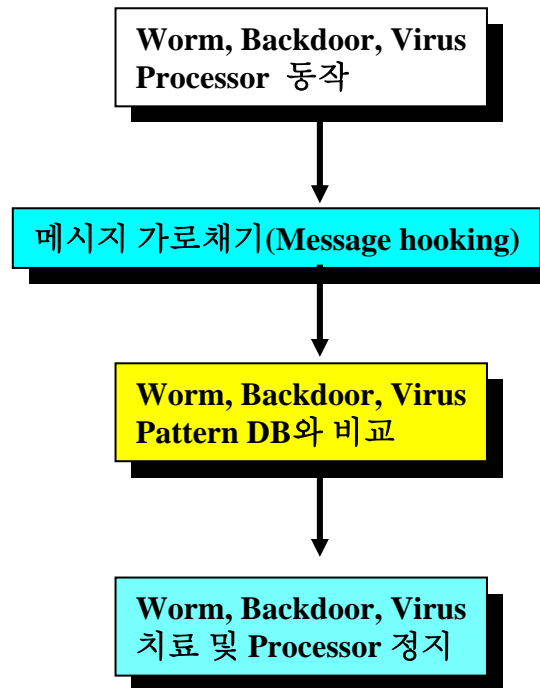 Worm, Backdoor, Virus
Processor 동작
메시지 가로채기(Message hooking)
Worm, Backdoor, Virus
Pattern DB와 비교
Worm, Backdoor, Virus
치료 및 Processor 정지